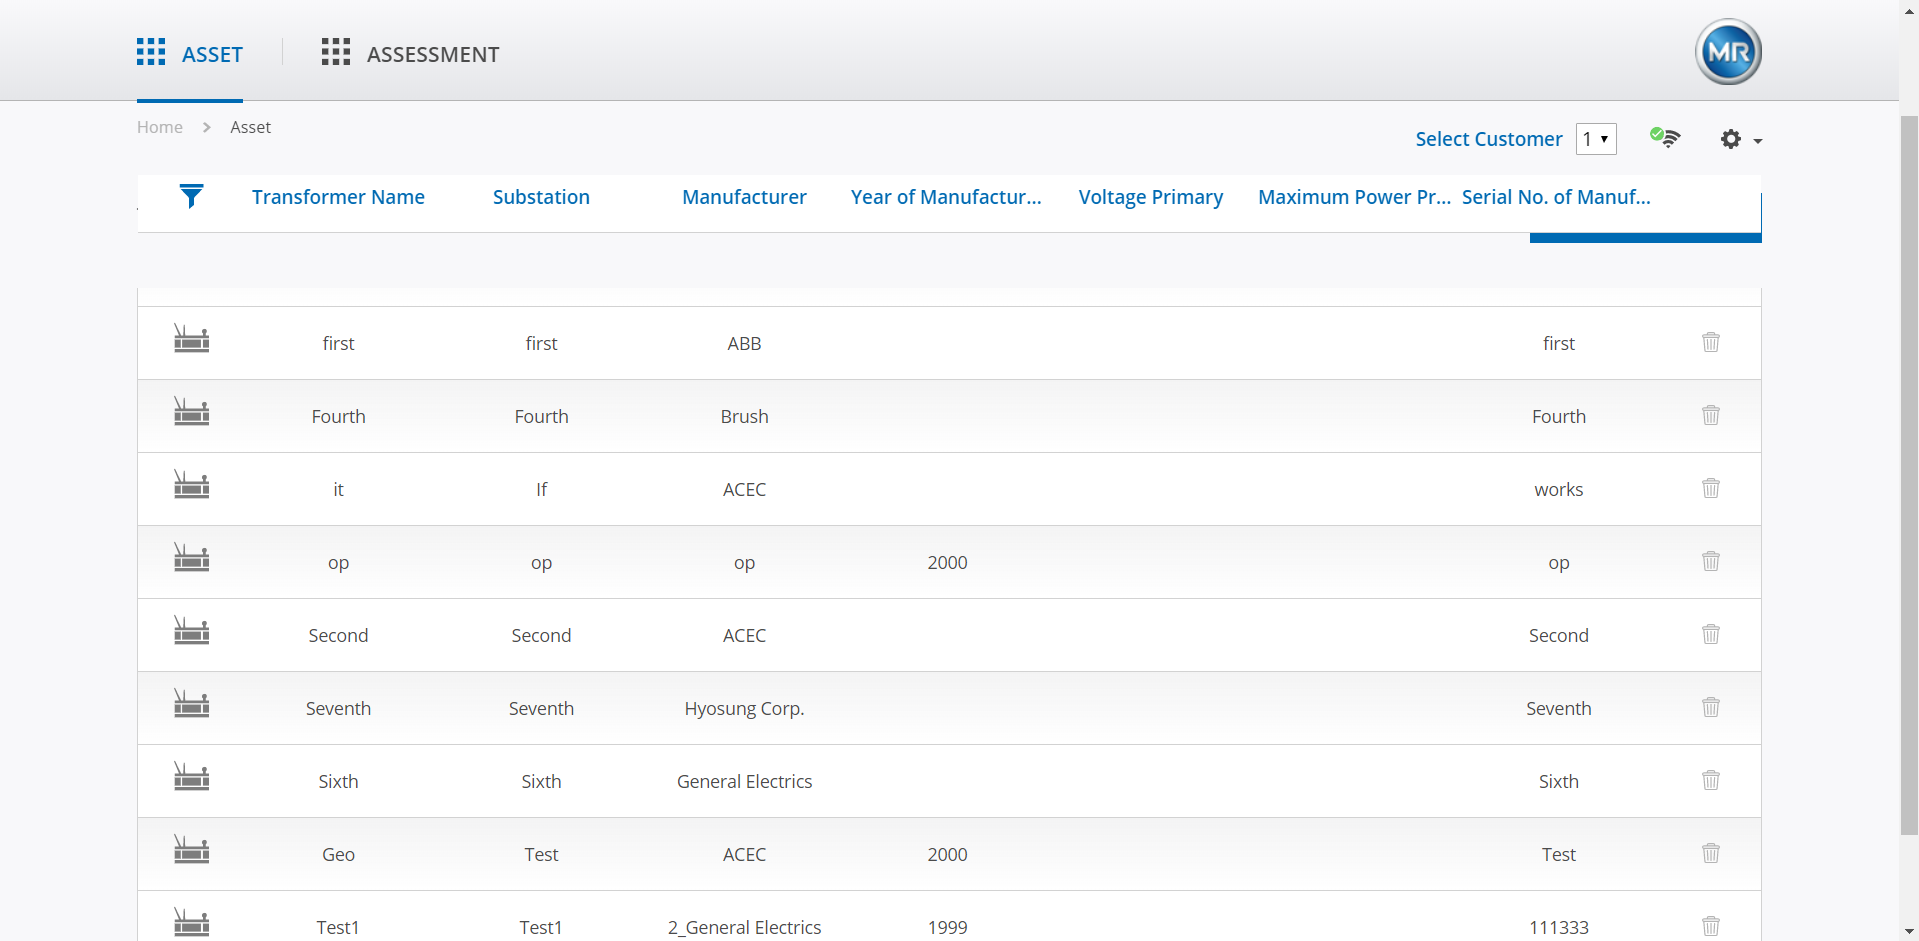 ASSET ASSESSMENT MR
Home > Asset
Select Customer 1
Transformer Name Substation Manufacturer Year of Manufactur... Voltage Primary Maximum Power Pr... Serial No. of Manuf...
first first ABB first
Fourth Fourth Brush Fourth
it If ACEC works
op op op 2000 op
Second Second ACEC Second
Seventh Seventh Hyosung Corp. Seventh
Sixth Sixth General Electrics Sixth
Geo Test ACEC 2000 Test
Test1 Test1 2_General Electrics 1999 111333